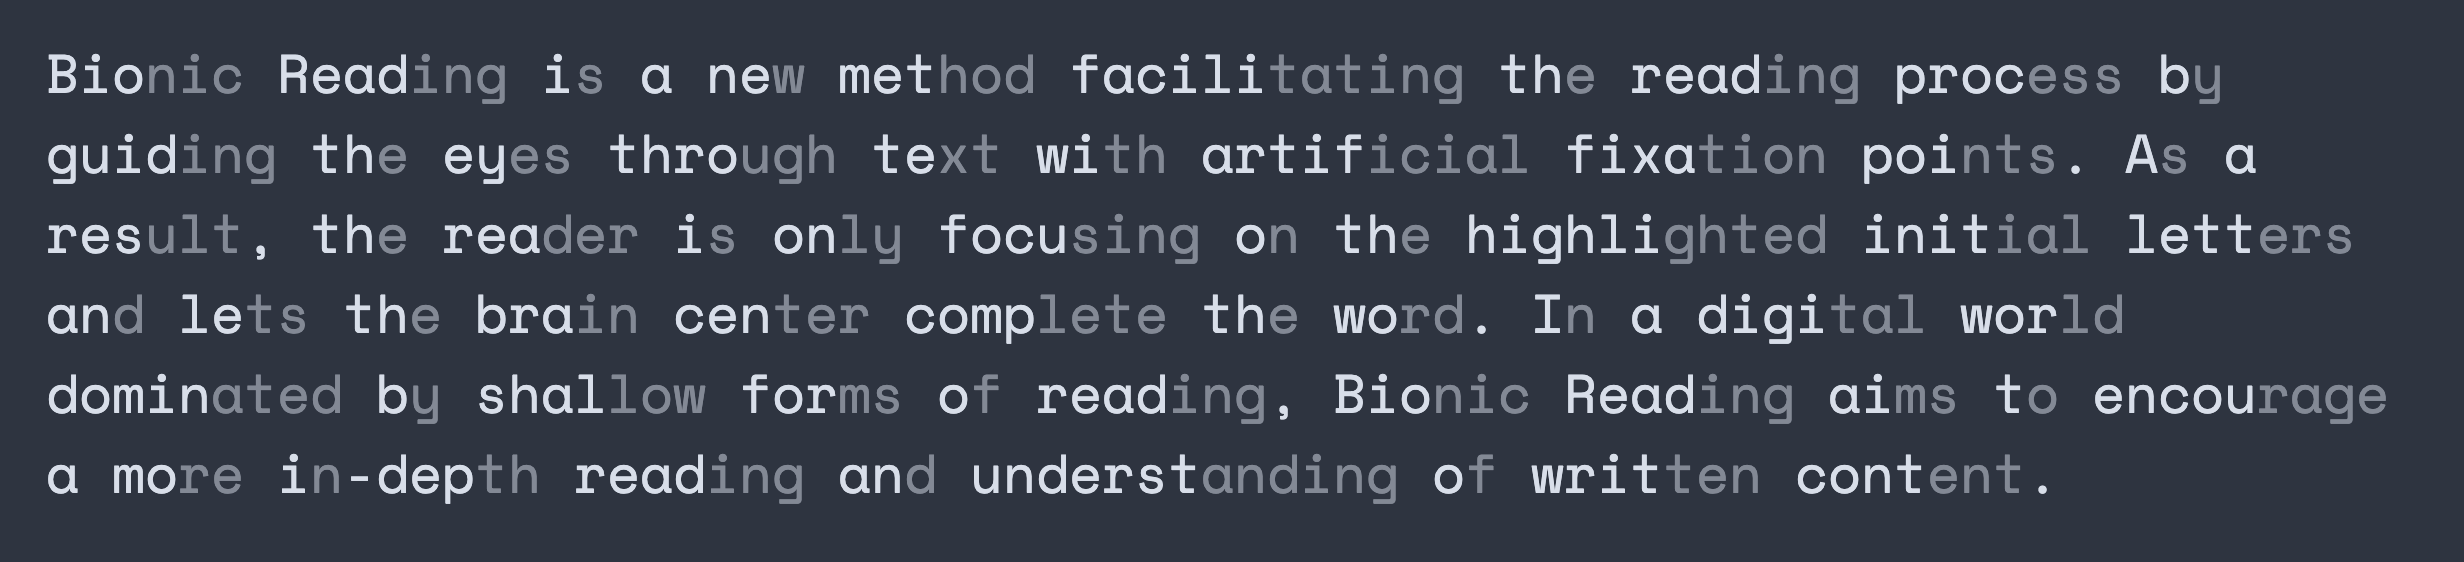 Bionic Reading is a new method facilitating the reading process by
guiding the eyes through text with artificial fixation points. As a
result, the reader is only focusing on the highlighted initial letters
and lets the brain center complete the word. In a digital world
dominated by shallow forms of reading, Bionic Reading aims to encourage
a more in-depth reading and understanding of written content.